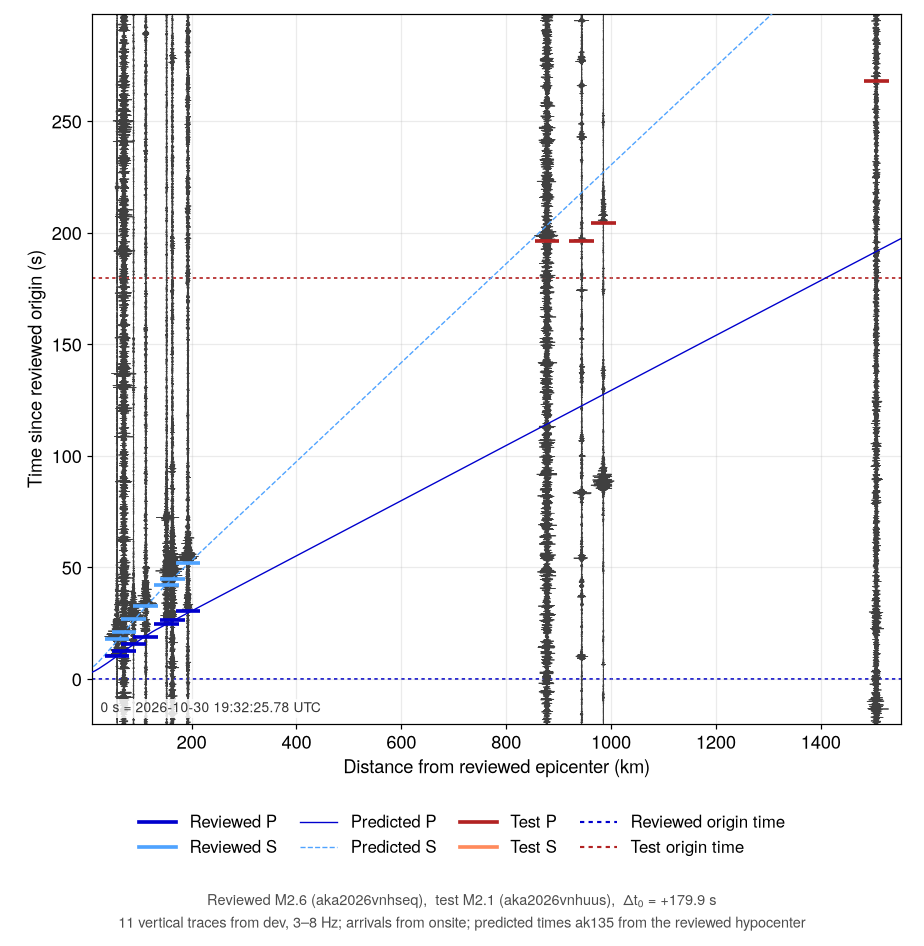 250
200
150
100
50
0
Time since reviewed origin (s)
0 s = 2026-10-30 19:32:25.78 UTC
200 400 600 800 1000 1200 1400
Distance from reviewed epicenter (km)
Reviewed P Predicted P Test P Reviewed origin time
Reviewed S Predicted S Test S Test origin time
Reviewed M2.6 (aka2026vnhseq), test M2.1 (aka2026vnhuus), Δt₀ = +179.9 s
11 vertical traces from dev, 3–8 Hz; arrivals from onsite; predicted times ak135 from the reviewed hypocenter